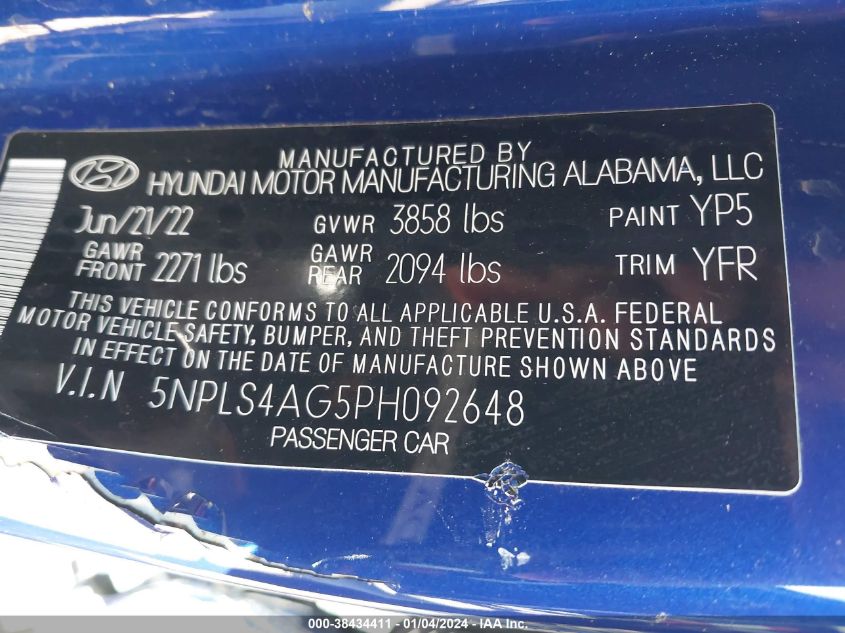 MANUFACTURED BY
HYUNDAI MOTOR MANUFACTURING ALABAMA, LLC
Jun/21/22 GVWR 3858 lbs PAINT YP5
GAWR FRONT 2271 lbs GAWR REAR 2094 lbs TRIM YFR
THIS VEHICLE CONFORMS TO ALL APPLICABLE U.S.A. FEDERAL
MOTOR VEHICLE SAFETY, BUMPER, AND THEFT PREVENTION STANDARDS
IN EFFECT ON THE DATE OF MANUFACTURE SHOWN ABOVE
V.I.N 5NPLS4AG5PH092648
PASSENGER CAR
000-38434411 - 01/04/2024 - IAA Inc.